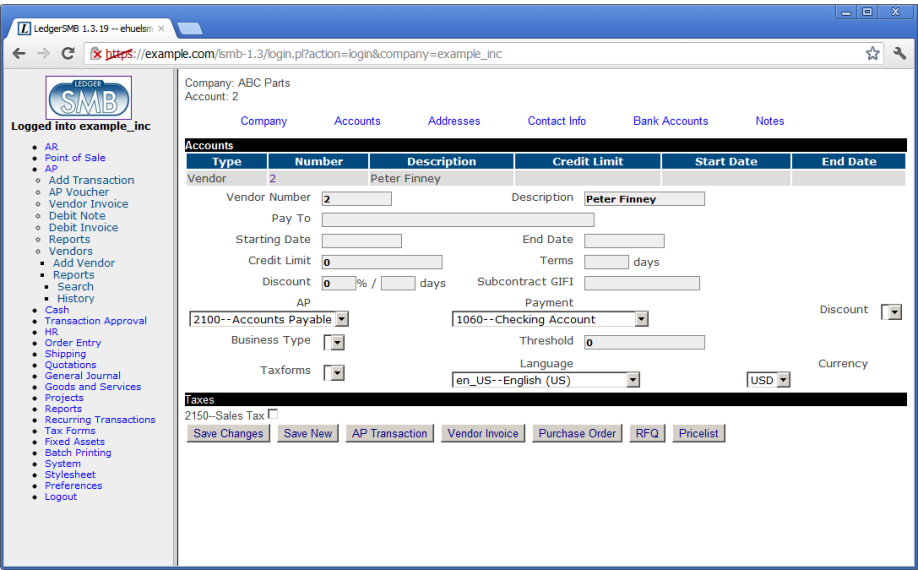 LedgerSMB 1.3.19 -- ehuelsm
https://example.com/lsmb-1.3/login.pl?action=login&company=example_inc
LEDGER
SMB
Logged into example_inc
AR
Point of Sale
AP
Add Transaction
AP Voucher
Vendor Invoice
Debit Note
Debit Invoice
Reports
Vendors
Add Vendor
Reports
Search
History
Cash
Transaction Approval
HR
Order Entry
Shipping
Quotations
General Journal
Goods and Services
Projects
Reports
Recurring Transactions
Tax Forms
Fixed Assets
Batch Printing
System
Stylesheet
Preferences
Logout
Company: ABC Parts
Account: 2
Company Accounts Addresses Contact Info Bank Accounts Notes
Accounts
Type Number Description Credit Limit Start Date End Date
Vendor 2 Peter Finney
Vendor Number 2 Description Peter Finney
Pay To
Starting Date End Date
Credit Limit 0 Terms days
Discount 0 % / days Subcontract GIFI
AP Payment Discount
2100--Accounts Payable 1060--Checking Account
Business Type Threshold 0
Taxforms Language Currency
en_US--English (US) USD
Taxes
2150--Sales Tax
Save Changes Save New AP Transaction Vendor Invoice Purchase Order RFQ Pricelist